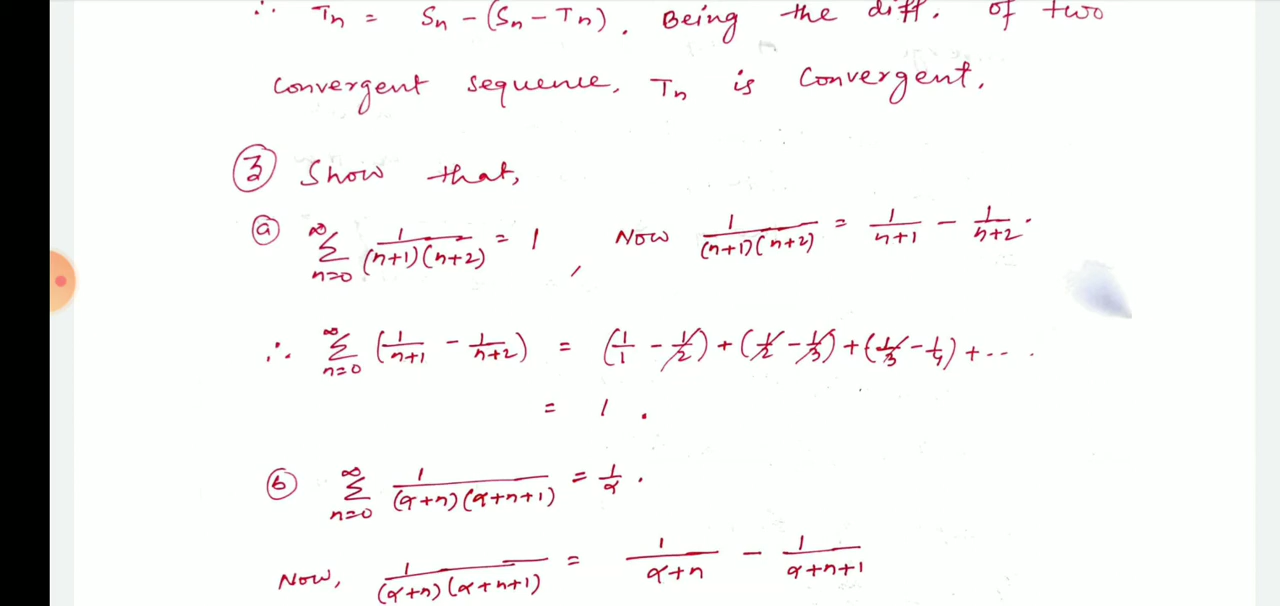 ∴ Tn = Sn - (Sn - Tn). Being the diff. of two
convergent sequence, Tn is convergent.
③ Show that,
ⓐ ∑_{n=0}^{∞} 1/((n+1)(n+2)) = 1, Now 1/((n+1)(n+2)) = 1/(n+1) - 1/(n+2).
∴ ∑_{n=0}^{∞} (1/(n+1) - 1/(n+2)) = (1/1 - 1/2) + (1/2 - 1/3) + (1/3 - 1/4) + ...
= 1.
ⓑ ∑_{n=0}^{∞} 1/((α+n)(α+n+1)) = 1/α.
Now, 1/((α+n)(α+n+1)) = 1/(α+n) - 1/(α+n+1)